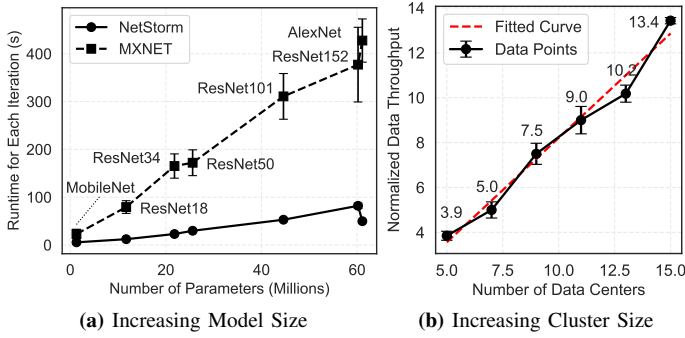 NetStorm
MXNET
AlexNet
ResNet152
ResNet101
ResNet34
ResNet50
MobileNet
ResNet18
Runtime for Each Iteration (s)
400
300
200
100
0
0
20
40
60
Number of Parameters (Millions)
(a) Increasing Model Size
Fitted Curve
Data Points
13.4
10.2
9.0
7.5
5.0
3.9
Normalized Data Throughput
14
12
10
8
6
4
5.0
7.5
10.0
12.5
15.0
Number of Data Centers
(b) Increasing Cluster Size